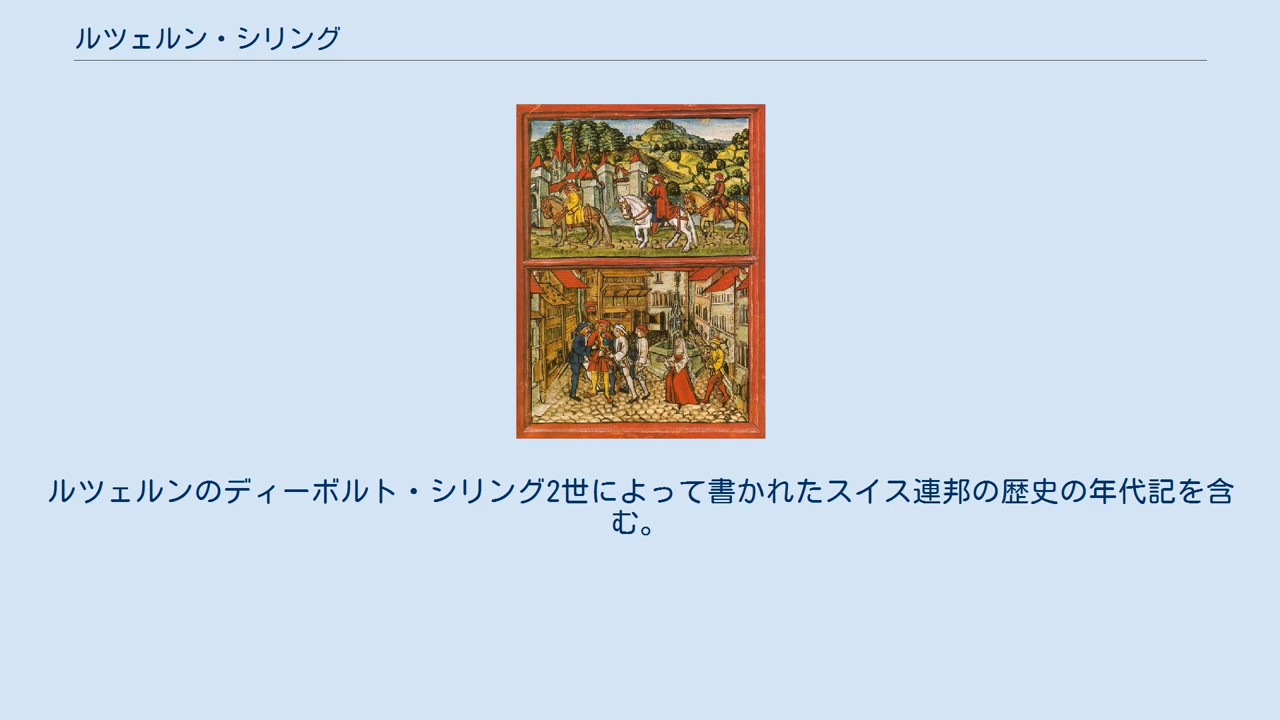 ルツェルン・シリング
ルツェルンのディーボルト・シリング2世によって書かれたスイス連邦の歴史の年代記を含
む。